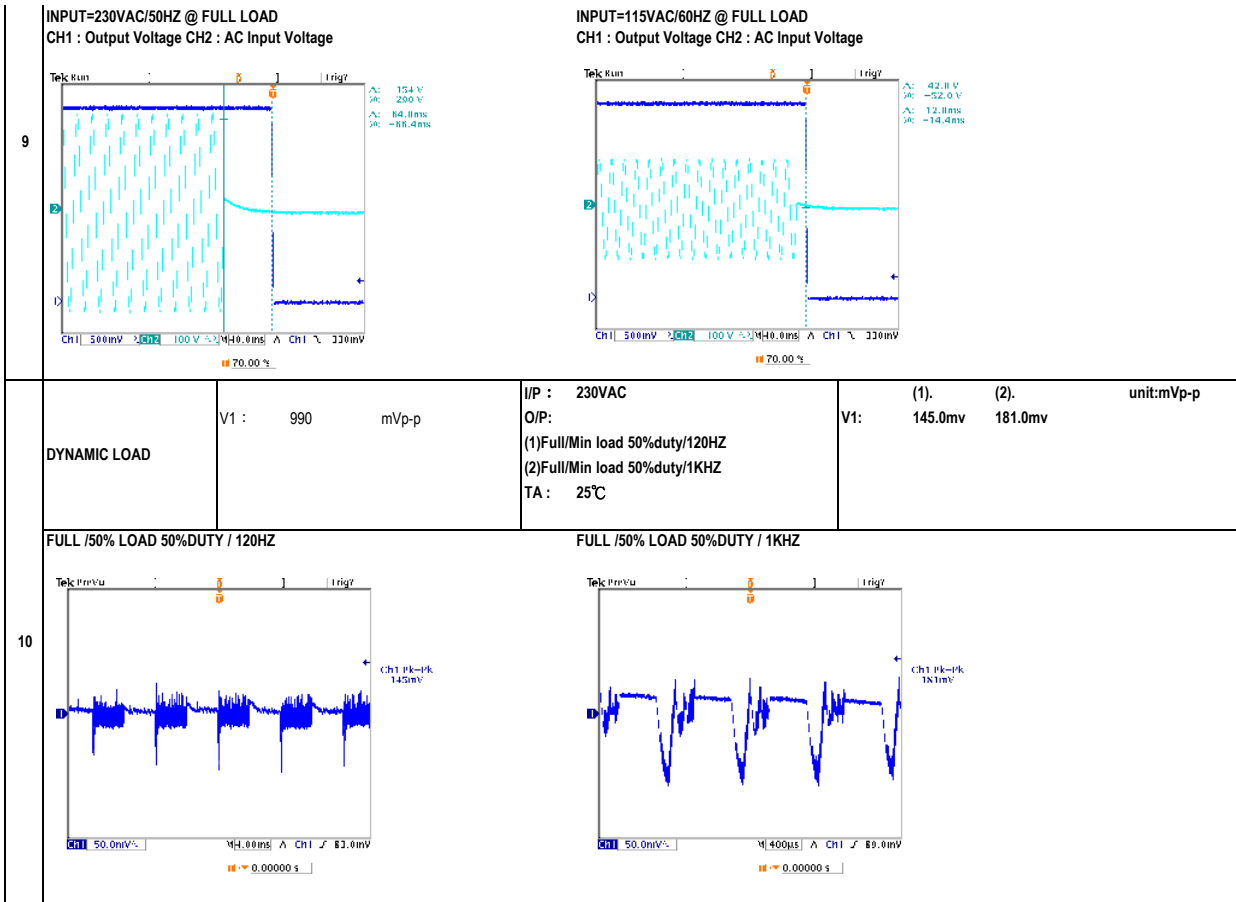 INPUT=230VAC/50HZ @ FULL LOAD
CH1 : Output Voltage CH2 : AC Input Voltage
INPUT=115VAC/60HZ @ FULL LOAD
CH1 : Output Voltage CH2 : AC Input Voltage
9
Tek Run
Trig?
Δ: 154 V
@: 200 V
Δ: 64.0ms
@: -66.4ms
2
Ch1 500mV Ch2 100 V M 40.0ms A Ch1 330mV
70.00 %
Tek Run
Trig?
Δ: 42.0 V
@: -52.0 V
Δ: 12.0ms
@: -14.4ms
2
Ch1 500mV Ch2 100 V M 40.0ms A Ch1 330mV
70.00 %
DYNAMIC LOAD
V1 : 990 mVp-p
I/P : 230VAC
O/P:
(1)Full/Min load 50%duty/120HZ
(2)Full/Min load 50%duty/1KHZ
TA : 25℃
(1). (2). unit:mVp-p
V1: 145.0mv 181.0mv
10
FULL /50% LOAD 50%DUTY / 120HZ
FULL /50% LOAD 50%DUTY / 1KHZ
Tek PreVu
Trig?
Ch1 Pk-Pk
145mV
1
Ch1 50.0mV M 4.00ms A Ch1
0.00000 s
Tek PreVu
Trig?
Ch1 Pk-Pk
181mV
1
Ch1 50.0mV M 400µs A Ch1
0.00000 s